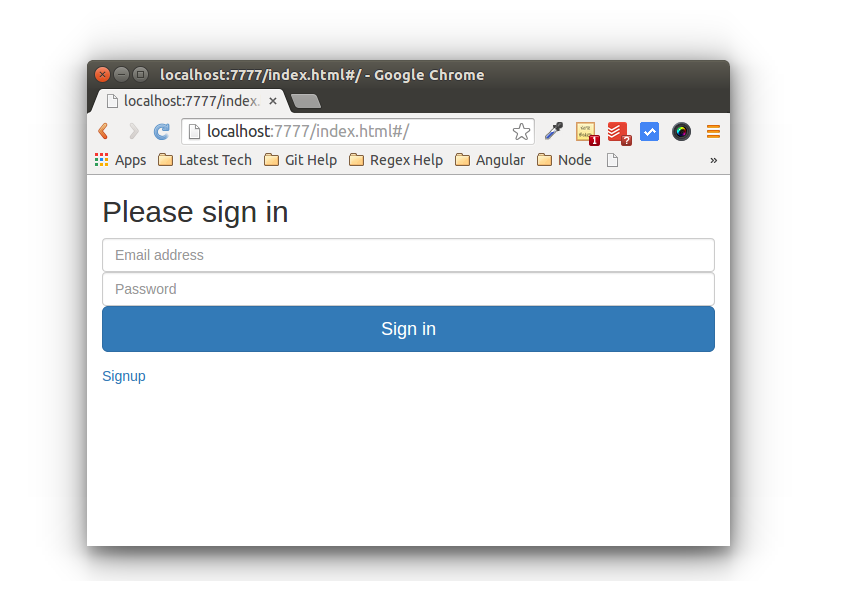 localhost:7777/index.html#/ - Google Chrome
localhost:7777/index.
localhost:7777/index.html#/
Apps Latest Tech Git Help Regex Help Angular Node »
Please sign in
Email address
Password
Sign in
Signup